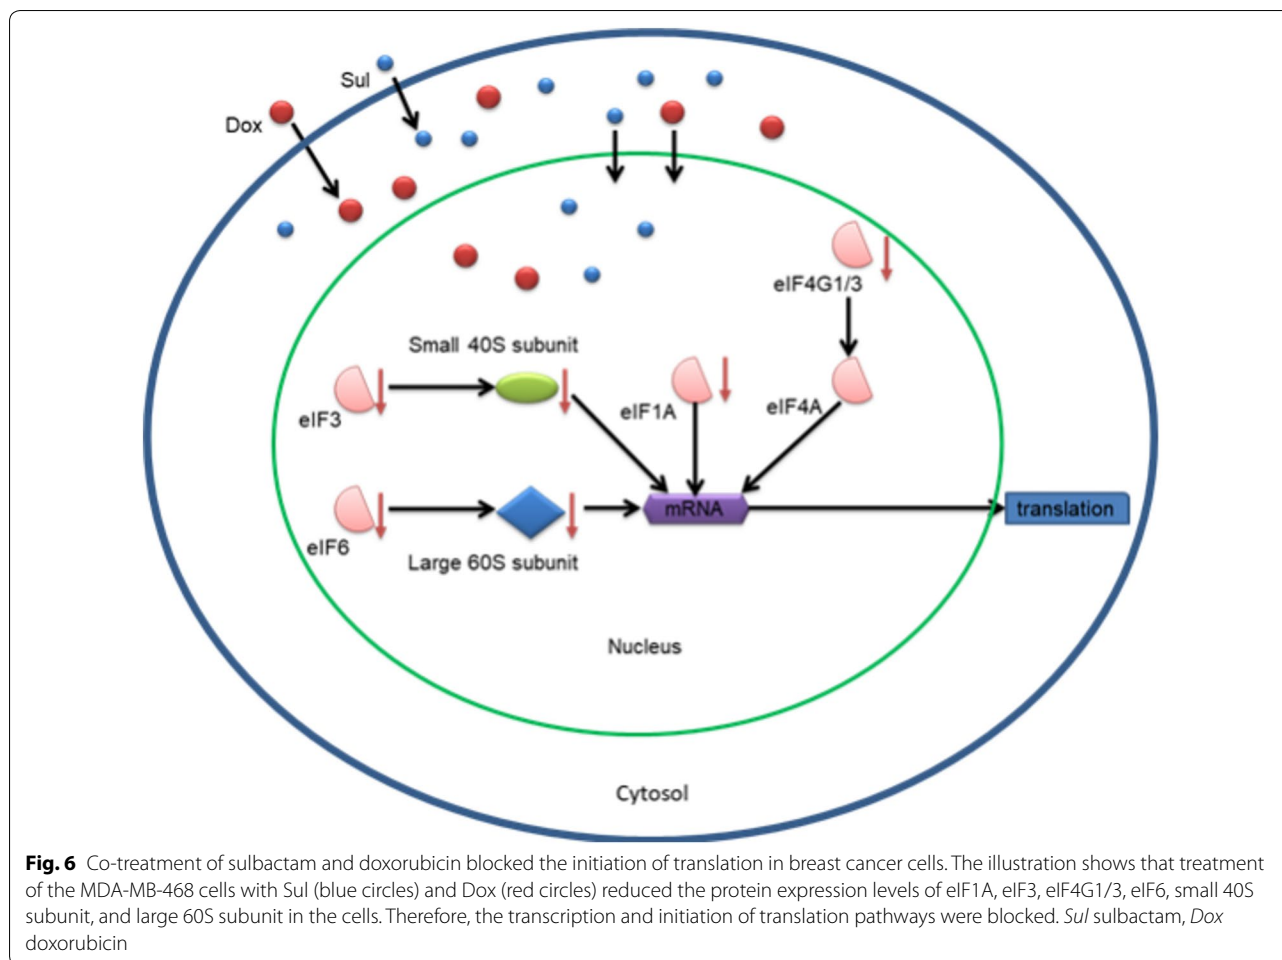 Sul
Dox
eIF4G1/3
Small 40S subunit
eIF3
eIF1A
eIF4A
mRNA
translation
eIF6
Large 60S subunit
Nucleus
Cytosol
Fig. 6 Co-treatment of sulbactam and doxorubicin blocked the initiation of translation in breast cancer cells. The illustration shows that treatment
of the MDA-MB-468 cells with Sul (blue circles) and Dox (red circles) reduced the protein expression levels of eIF1A, eIF3, eIF4G1/3, eIF6, small 40S
subunit, and large 60S subunit in the cells. Therefore, the transcription and initiation of translation pathways were blocked. Sul sulbactam, Dox
doxorubicin